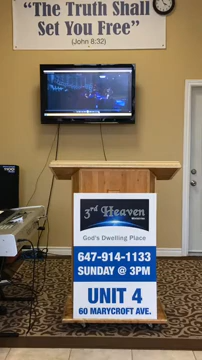 “The Truth Shall
Set You Free”
(John 8:32)
3rd Heaven
God's Dwelling Place
647-914-1133
SUNDAY @ 3PM
UNIT 4
60 MARYCROFT AVE.